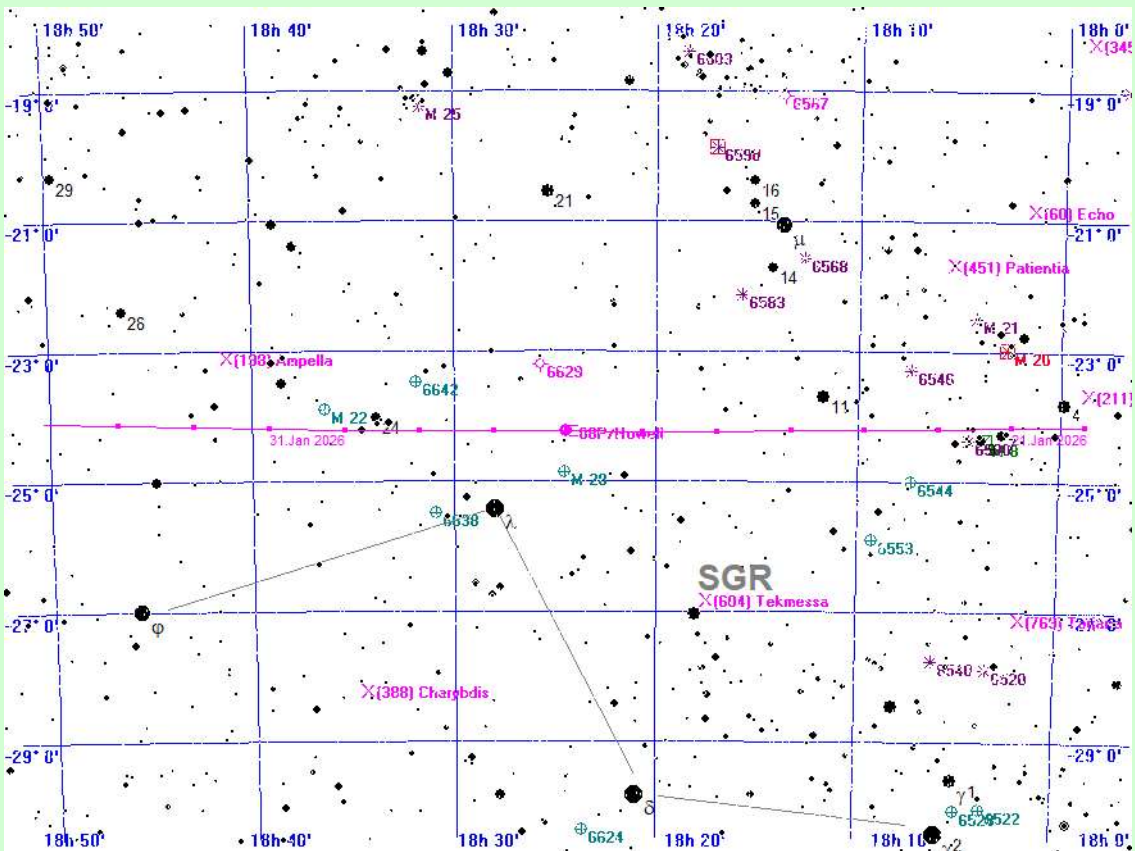 18h 50'
18h 40'
18h 30'
18h 20'
18h 10'
18h 0'
6603
(345
-19° 0'
M 25
6567
-19° 0'
29
21
16
15
(60) Echo
-21° 0'
μ
-21° 0'
6568
14
(451) Patientia
6583
28
M 21
-23° 0'
(198) Ampella
6629
-23° 0'
M 20
6642
6546
(211)
M 22
11
4
24
88P/Howell
31.Jan 2026
21.Jan 2026
M 28
-25° 0'
6544
-25° 0'
6638
λ
6553
SGR
(604) Tekmessa
-27° 0'
φ
(763)
-27° 0'
6540
6520
(388) Charybdis
-29° 0'
-29° 0'
γ1
δ
6522
6624
18h 50'
18h 40'
18h 30'
18h 20'
18h 10'
γ2
18h 0'